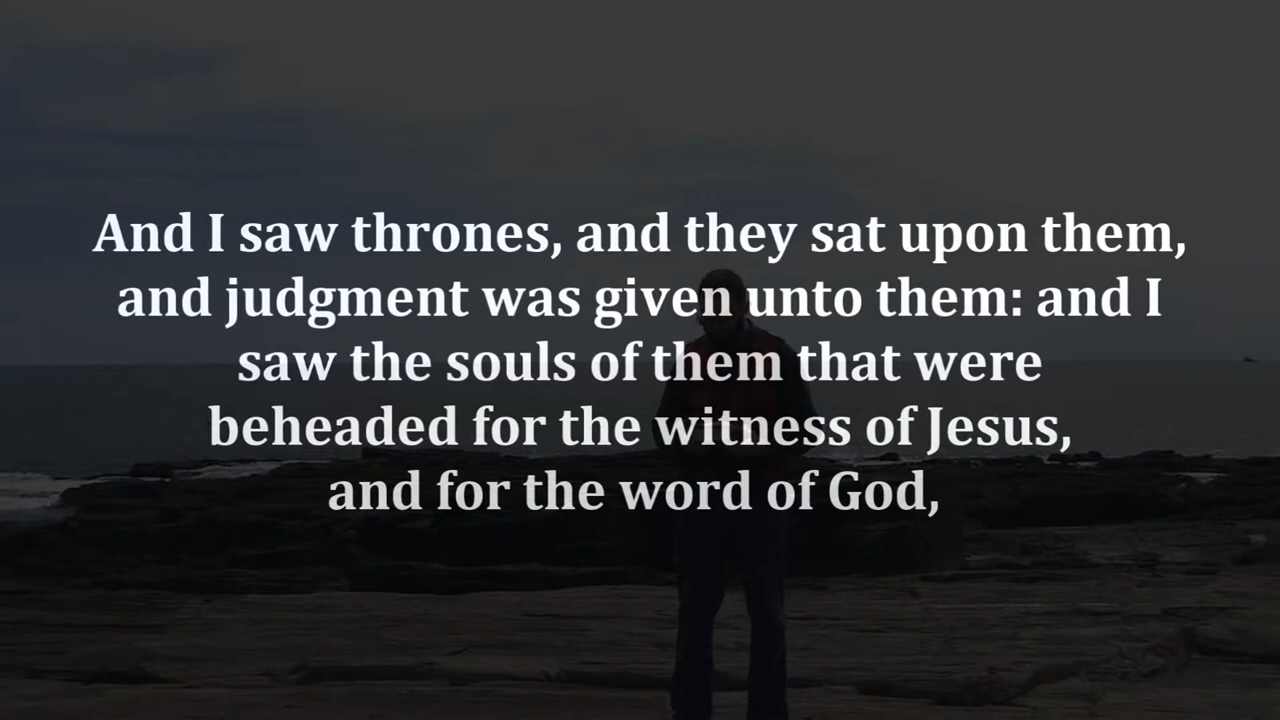 And I saw thrones, and they sat upon them,
and judgment was given unto them: and I
saw the souls of them that were
beheaded for the witness of Jesus,
and for the word of God,